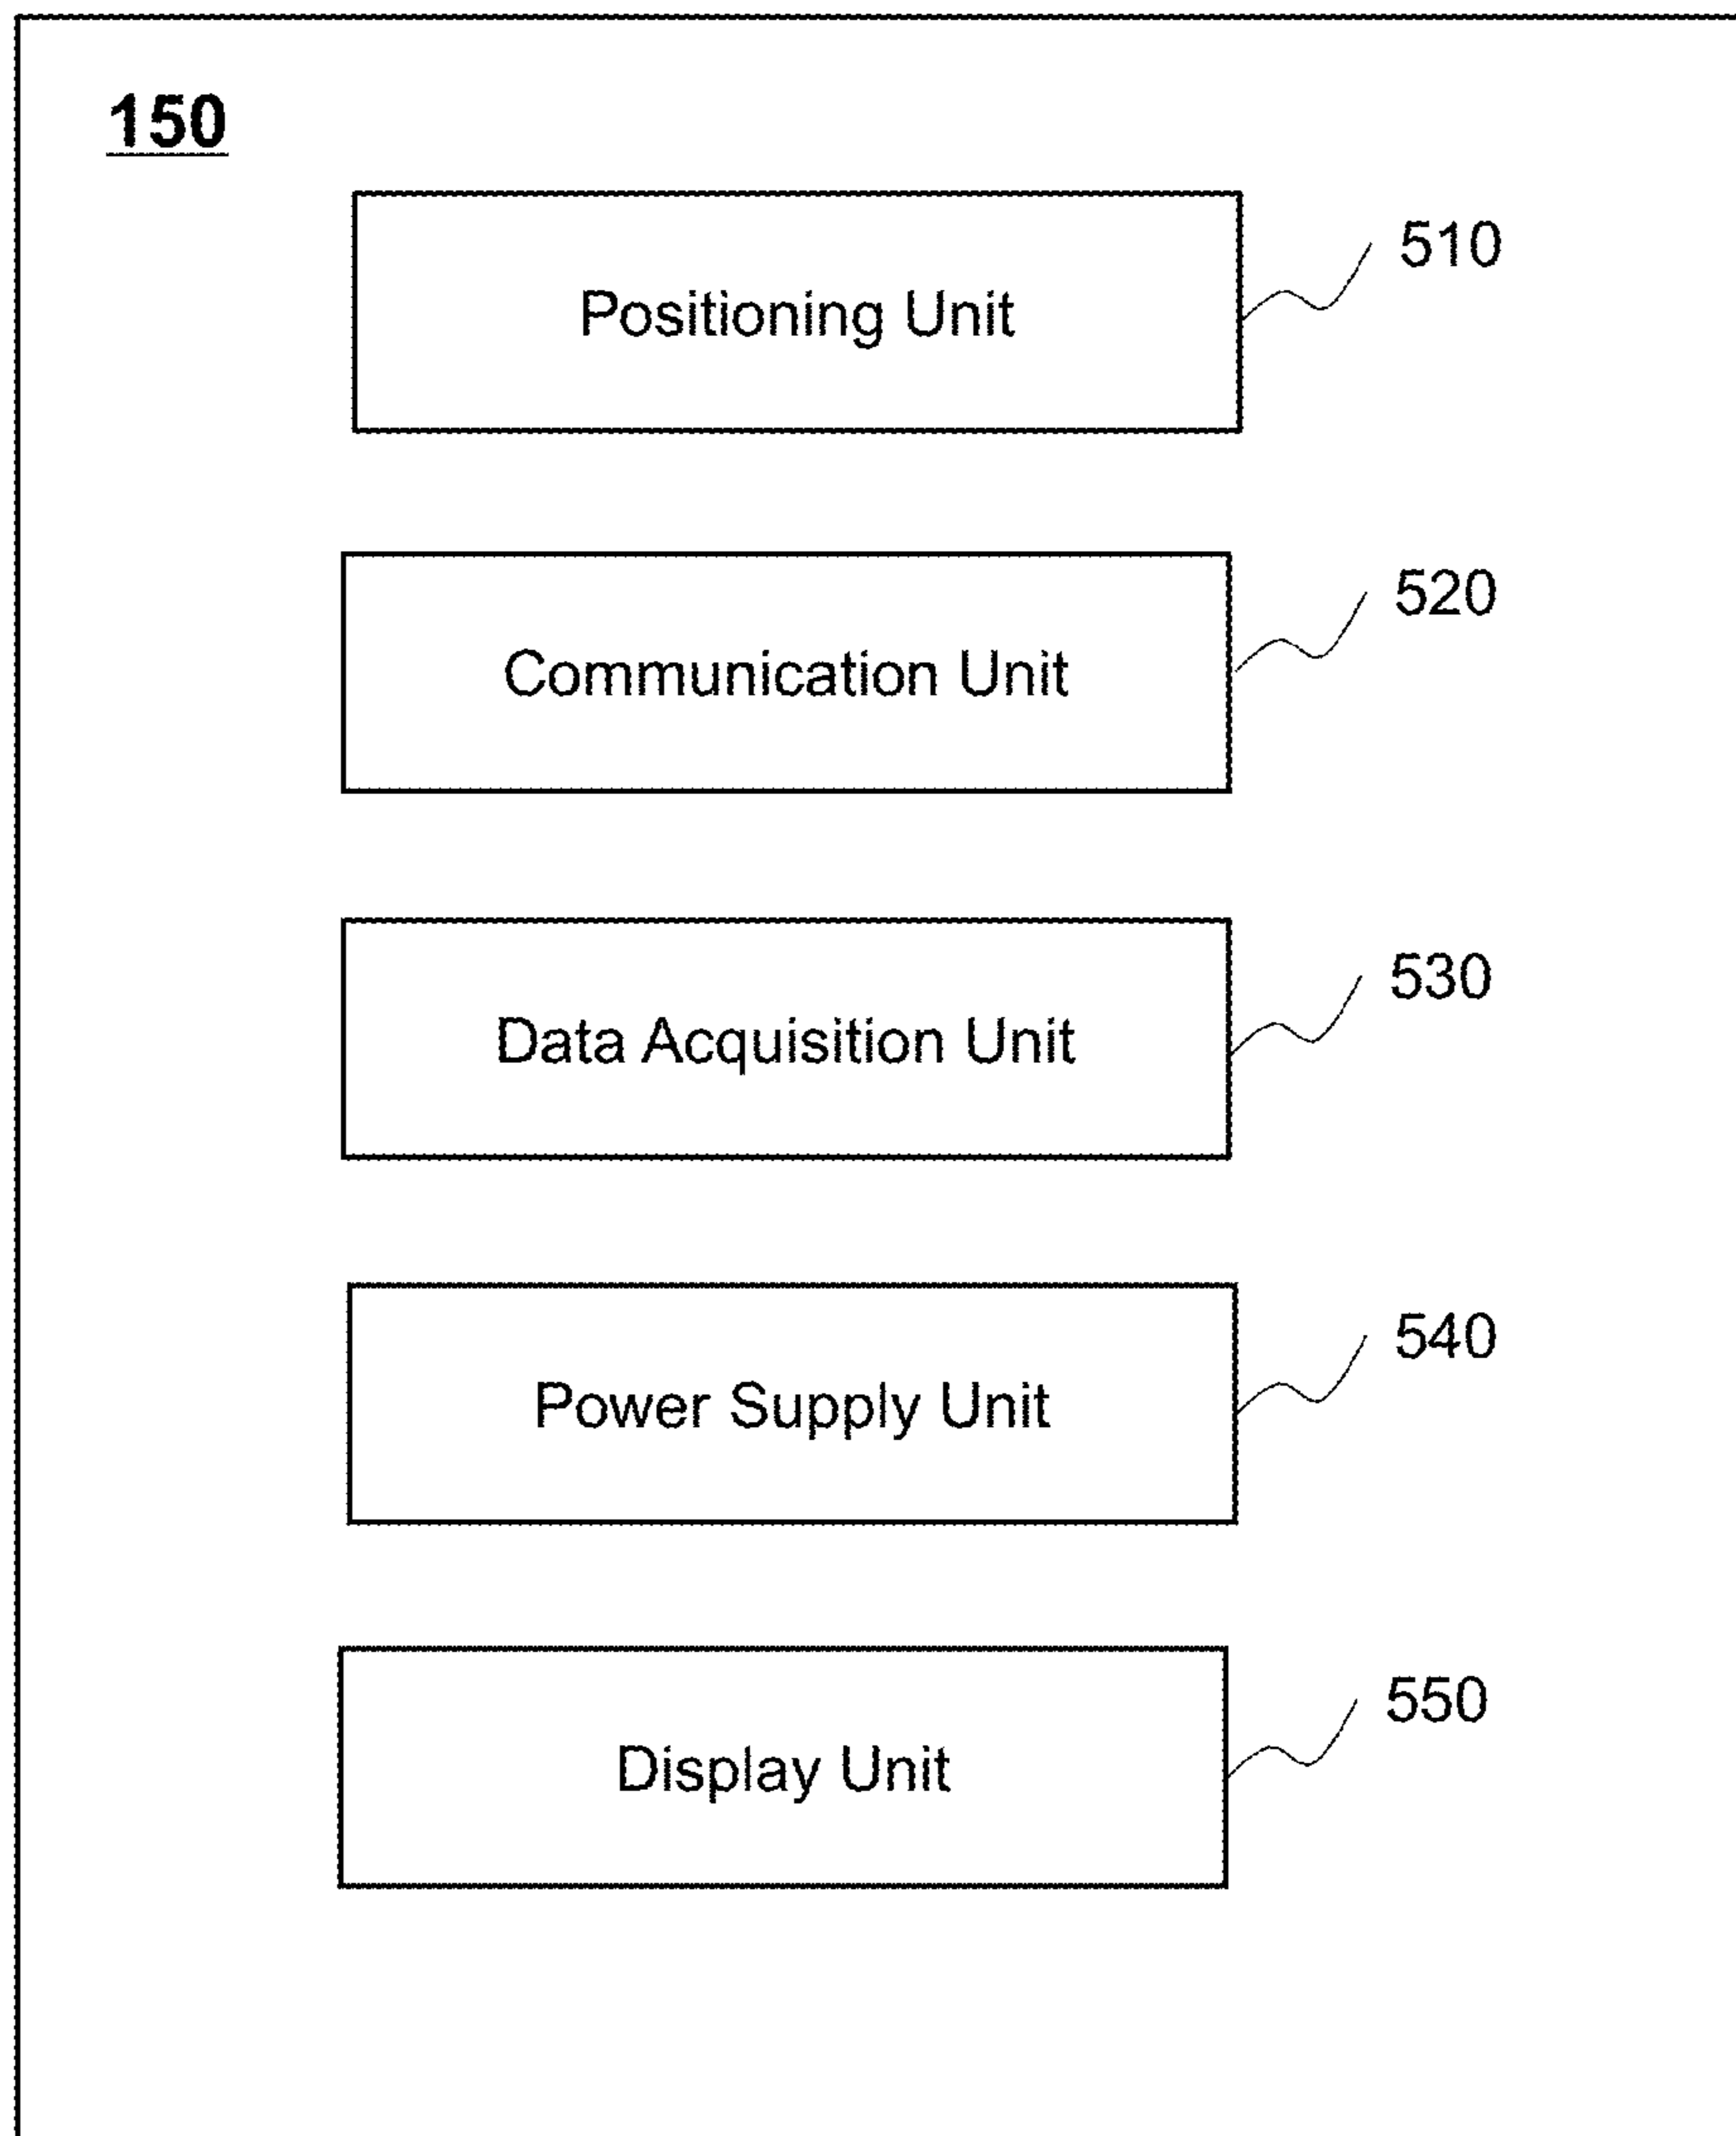 150
Positioning Unit
510
Communication Unit
520
Data Acquisition Unit
530
Power Supply Unit
540
Display Unit
550